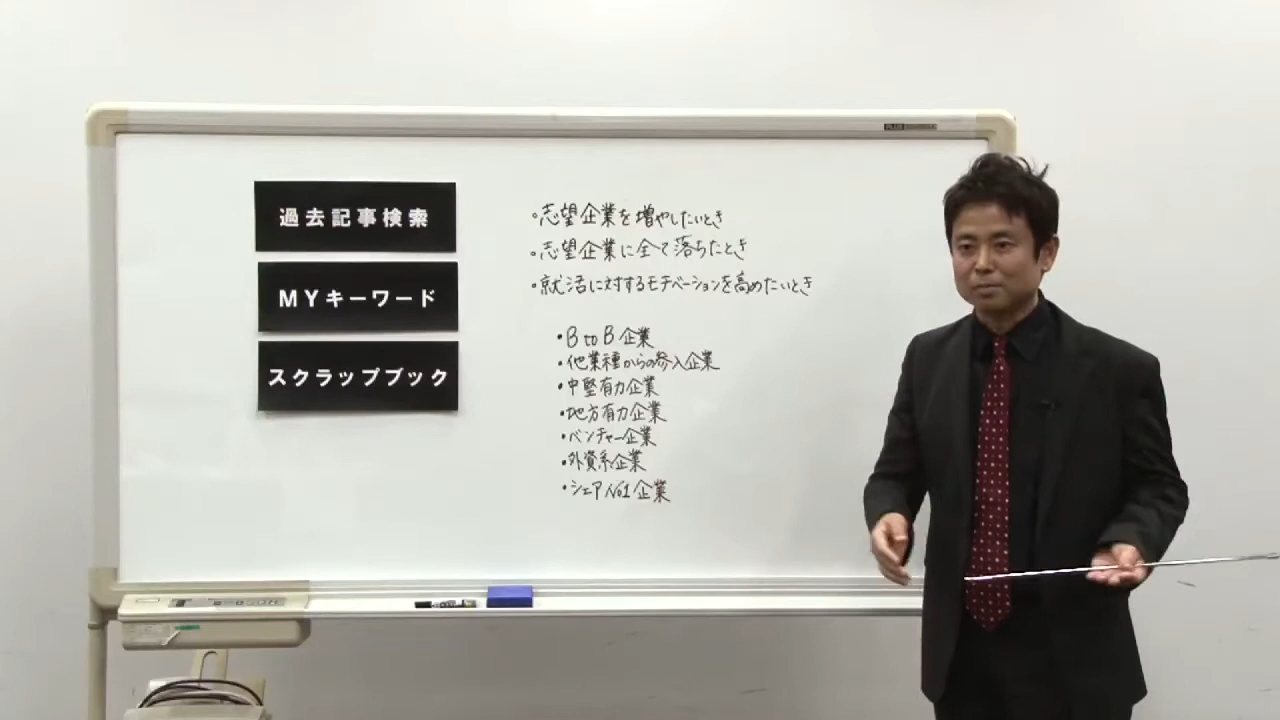 PLUS
過去記事検索
MYキーワード
スクラップブック
・志望企業を増やしたいとき
・志望企業に全て落ちたとき
・就活に対するモチベーションを高めたいとき
・BtoB企業
・他業種からの参入企業
・中堅有力企業
・地方有力企業
・ベンチャー企業
・外資系企業
・シェアNo1企業